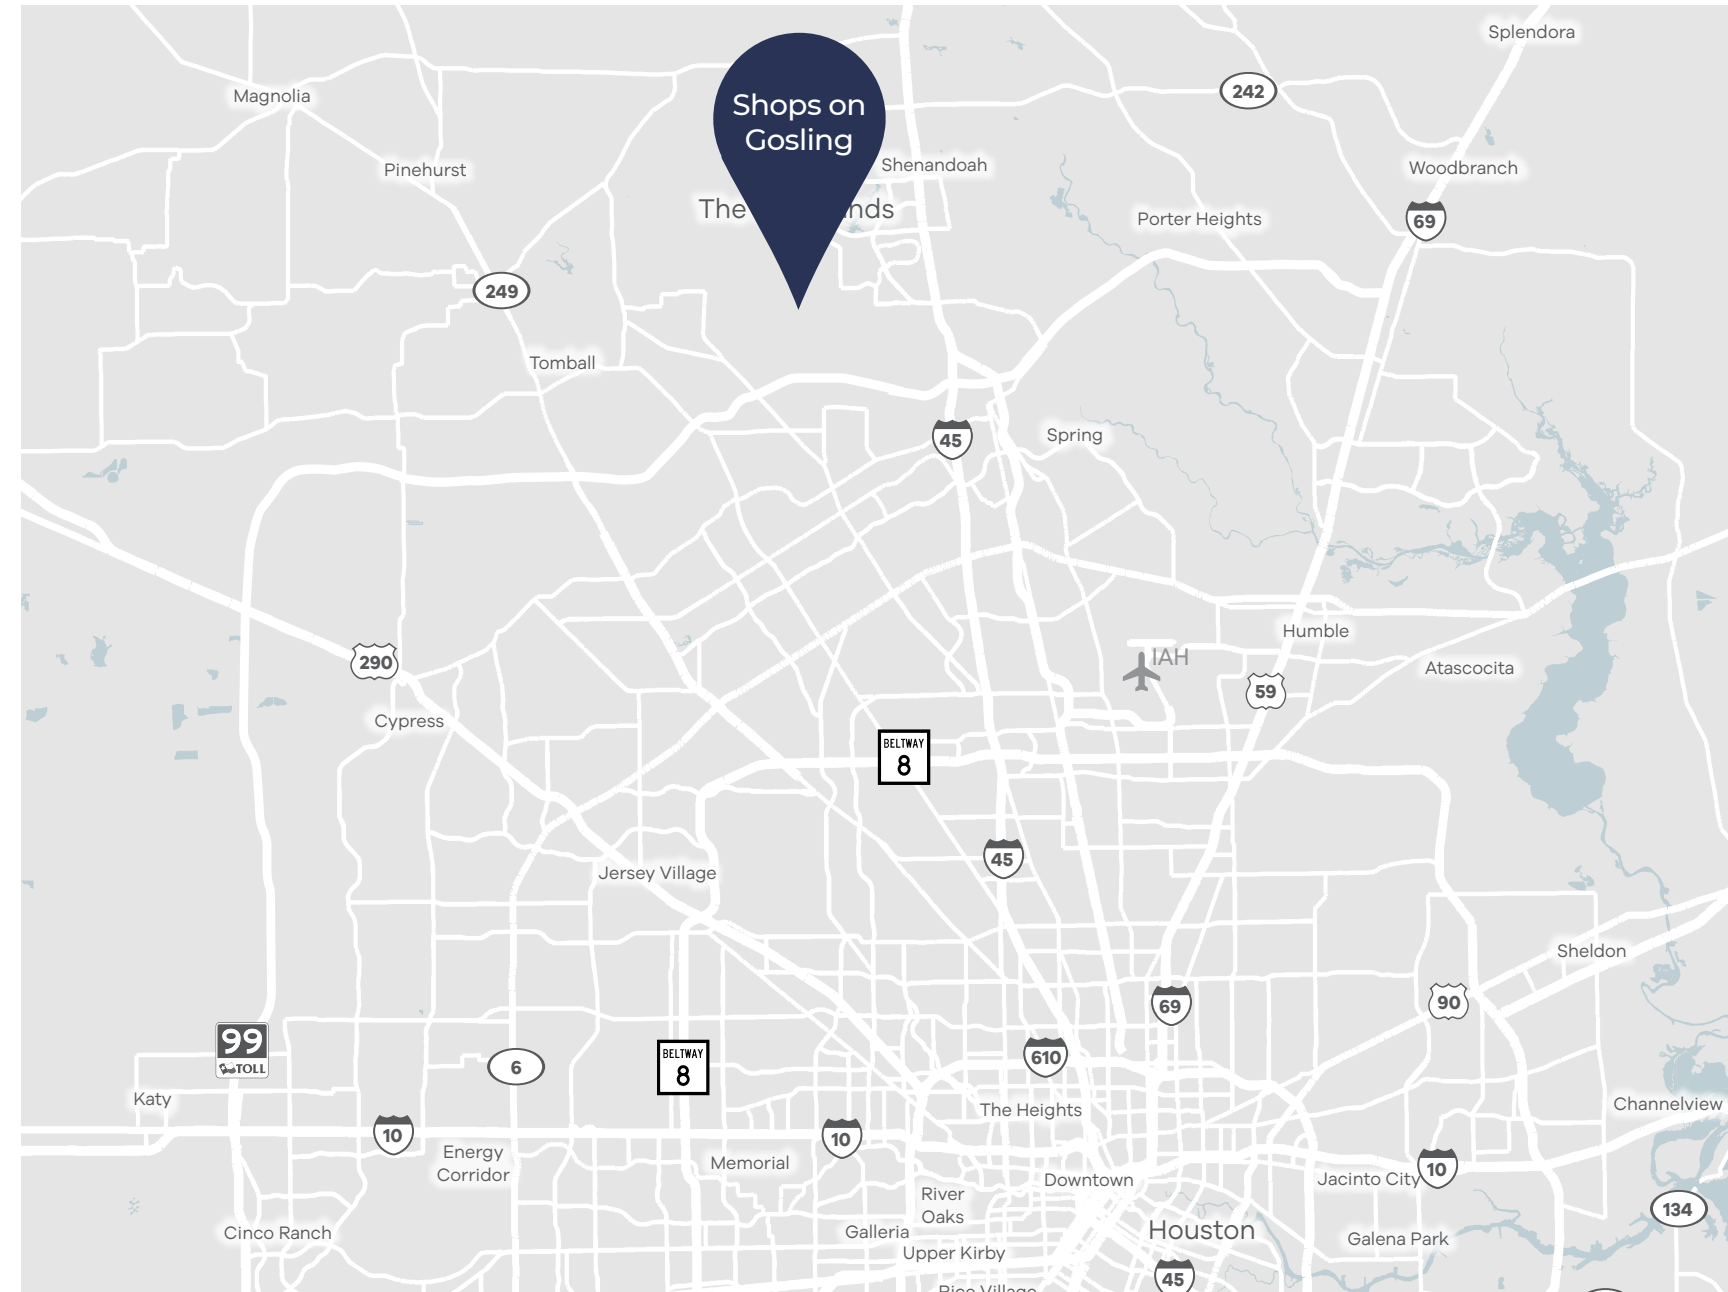 Splendora
Magnolia
242
Shops on
Gosling
Pinehurst
Shenandoah
Woodbranch
The
nds
Porter Heights
69
249
Tomball
45
Spring
Humble
IAH
290
Atascocita
59
Cypress
BELTWAY
8
45
Jersey Village
Sheldon
69
90
99
TOLL
6
BELTWAY
8
610
Katy
The Heights
Channelview
10
10
Energy
Corridor
Memorial
Downtown
Jacinto City
10
River
Oaks
134
Cinco Ranch
Galleria
Houston
Galena Park
Upper Kirby
45
Rice Village